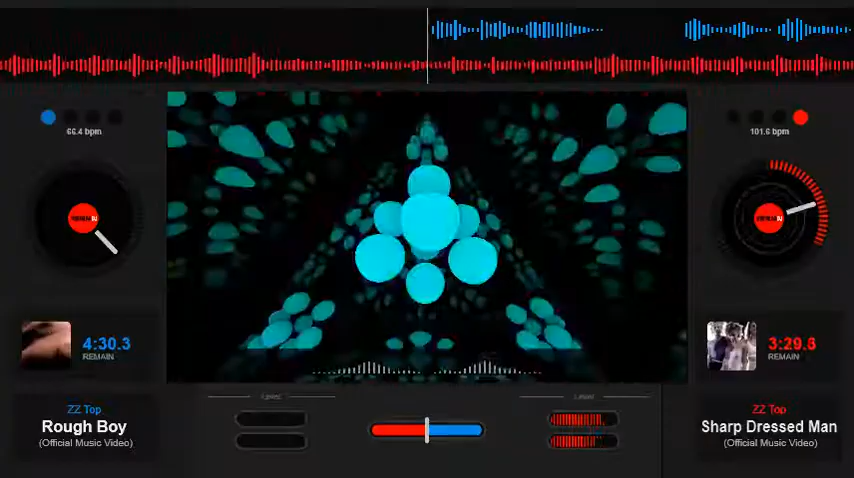 66.4 bpm
101.6 bpm
4:30.3
REMAIN
3:29.8
REMAIN
ZZ Top
Rough Boy
(Official Music Video)
ZZ Top
Sharp Dressed Man
(Official Music Video)